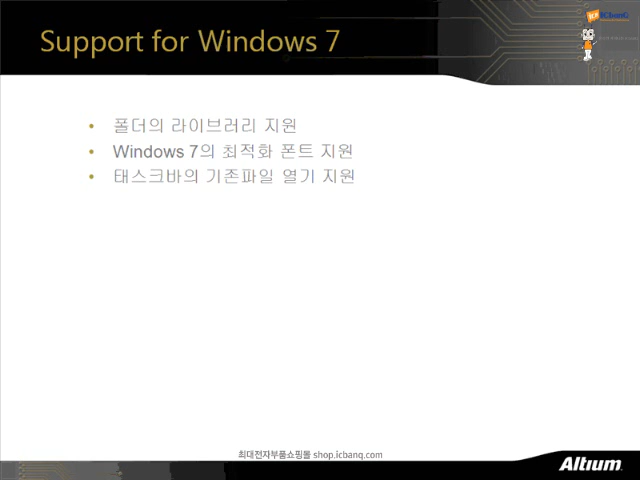 Support for Windows 7
icbanQ
• 폴더의 라이브러리 지원
• Windows 7의 최적화 폰트 지원
• 태스크바의 기존파일 열기 지원
최대전자부품쇼핑몰 shop.icbanq.com
Altium